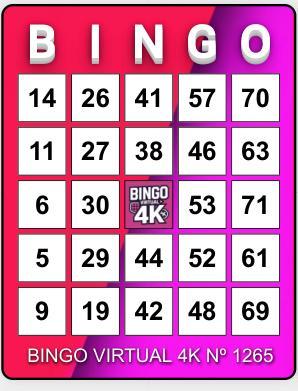 BINGO
14 26 41 57 70
11 27 38 46 63
6 30 BINGO VIRTUAL 4K 53 71
5 29 44 52 61
9 19 42 48 69
BINGO VIRTUAL 4K Nº 1265